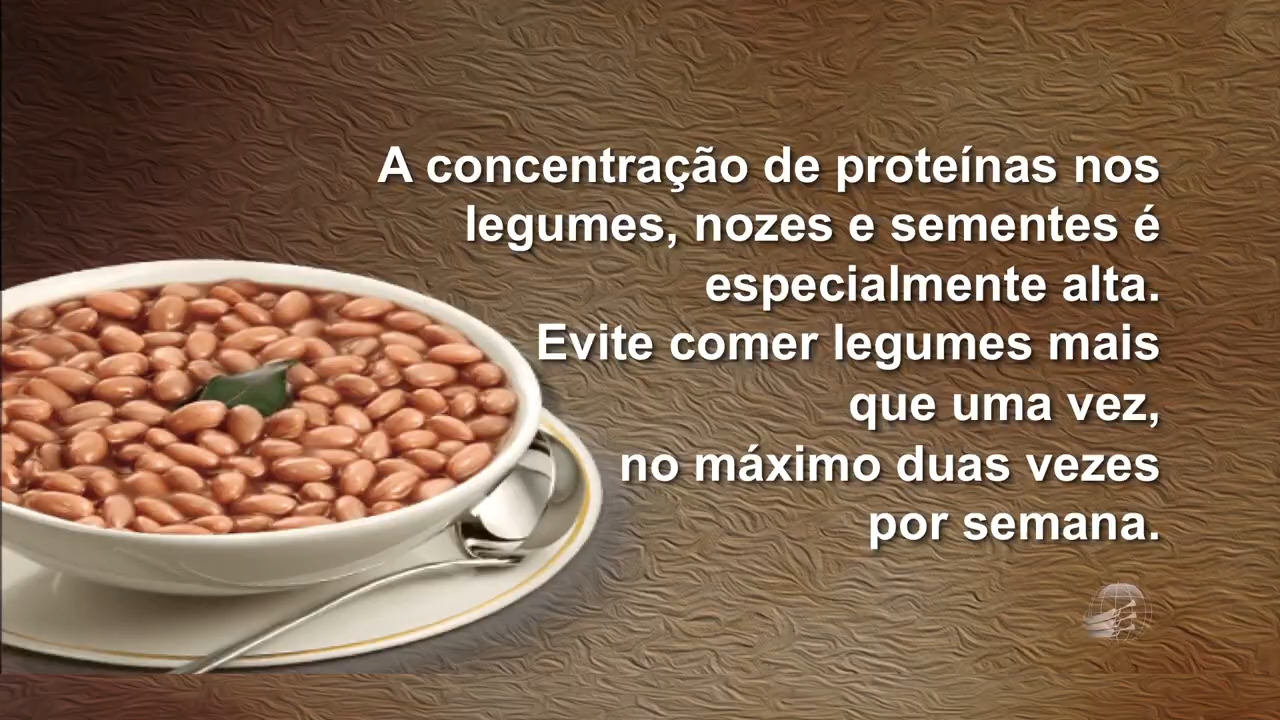 A concentração de proteínas nos
legumes, nozes e sementes é
especialmente alta.
Evite comer legumes mais
que uma vez,
no máximo duas vezes
por semana.